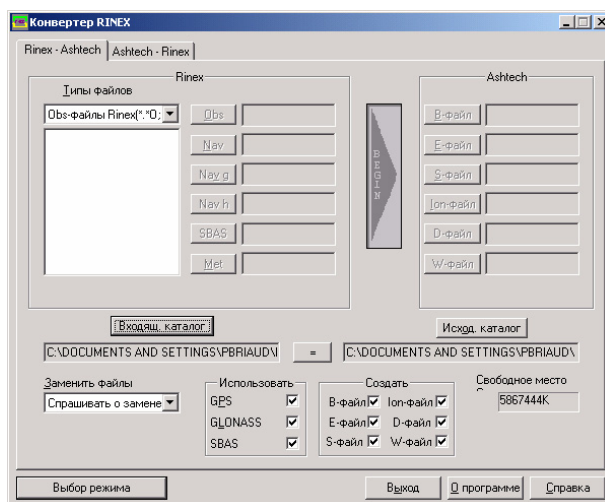 Конвертер RINEX
Rinex - Ashtech Ashtech - Rinex
Rinex
Ashtech
Типы файлов
Obs-файлы Rinex(*.*O;
Obs
Nav
Nav g
Nav h
SBAS
Met
BEGIN
B-файл
E-файл
S-файл
Ion-файл
D-файл
W-файл
Входящ. каталог
Исход. каталог
C:\DOCUMENTS AND SETTINGS\PBRIAUD\
=
C:\DOCUMENTS AND SETTINGS\PBRIAUD\
Заменить файлы
Спрашивать о замене
Использовать
GPS
GLONASS
SBAS
Создать
B-файл Ion-файл
E-файл D-файл
S-файл W-файл
Свободное место
5867444K
Выбор режима
Выход
О программе
Справка